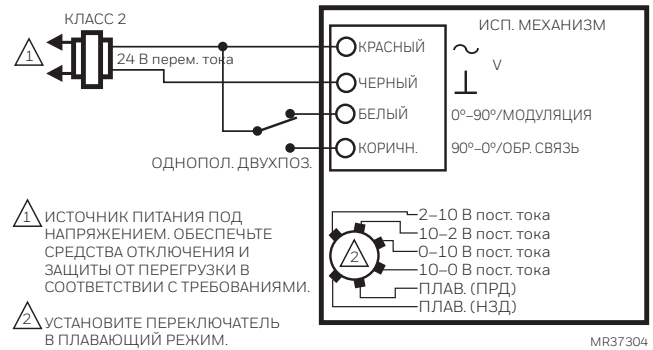 КЛАСС 2
ИСП. МЕХАНИЗМ
1
24 В перем. тока
КРАСНЫЙ
ЧЕРНЫЙ
V
БЕЛЫЙ
0°–90°/МОДУЛЯЦИЯ
КОРИЧН.
90°–0°/ОБР. СВЯЗЬ
ОДНОПОЛ. ДВУХПОЗ.
1 ИСТОЧНИК ПИТАНИЯ ПОД
НАПРЯЖЕНИЕМ. ОБЕСПЕЧЬТЕ
СРЕДСТВА ОТКЛЮЧЕНИЯ И
ЗАЩИТЫ ОТ ПЕРЕГРУЗКИ В
СООТВЕТСТВИИ С ТРЕБОВАНИЯМИ.
2 УСТАНОВИТЕ ПЕРЕКЛЮЧАТЕЛЬ
В ПЛАВАЮЩИЙ РЕЖИМ.
2
2–10 В пост. тока
10–2 В пост. тока
0–10 В пост. тока
10–0 В пост. тока
ПЛАВ. (ПРД)
ПЛАВ. (НЗД)
MR37304